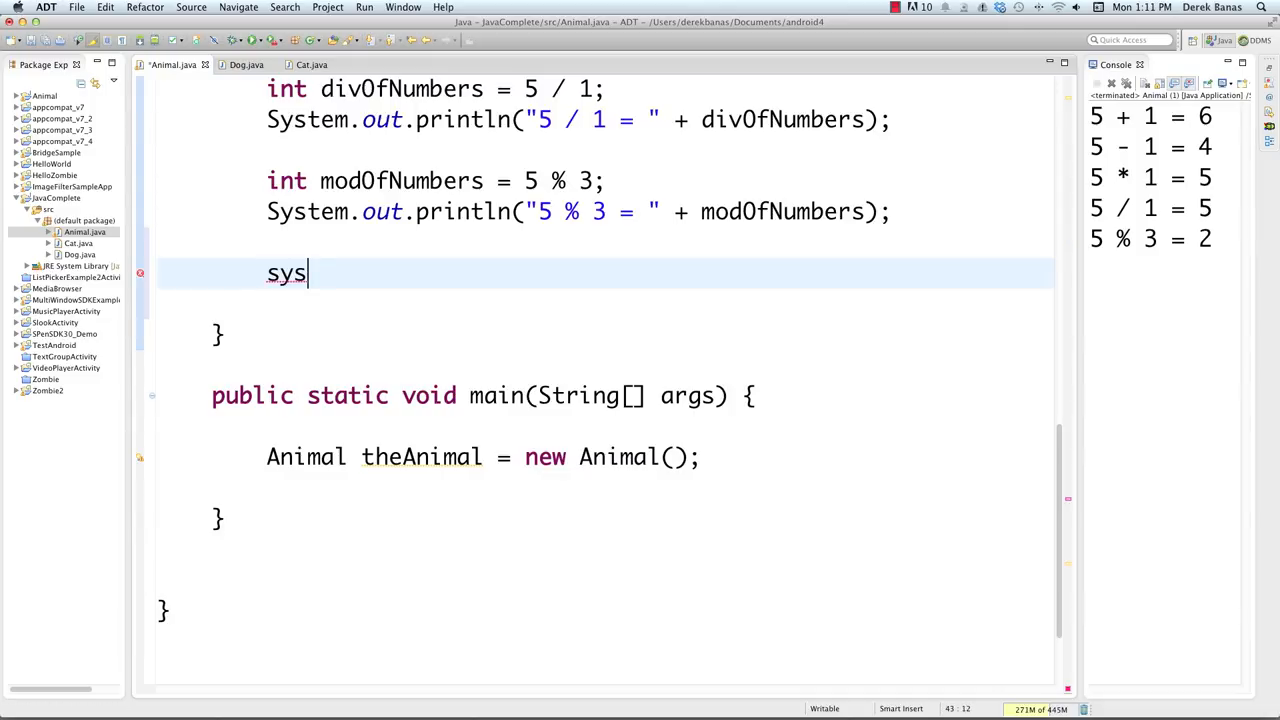 ADT File Edit Refactor Source Navigate Search Project Run Window Help
10 Mon 1:11 PM Derek Banas
Java - JavaComplete/src/Animal.java - ADT - /Users/derekbanas/Documents/android4
Quick Access Java DDMS
Package Exp
*Animal.java Dog.java Cat.java
Console
Animal
appcompat_v7
appcompat_v7_2
appcompat_v7_3
appcompat_v7_4
BridgeSample
HelloWorld
HelloZombie
ImageFilterSampleApp
JavaComplete
src
(default package)
Animal.java
Cat.java
Dog.java
JRE System Library [
ListPickerExample2Activi
MediaBrowser
MultiWindowSDKExample
MusicPlayerActivity
SlookActivity
SPenSDK30_Demo
TestAndroid
TextGroupActivity
VideoPlayerActivity
Zombie
Zombie2
int divOfNumbers = 5 / 1;
System.out.println("5 / 1 = " + divOfNumbers);
int modOfNumbers = 5 % 3;
System.out.println("5 % 3 = " + modOfNumbers);
sys
}
public static void main(String[] args) {
Animal theAnimal = new Animal();
}
}
<terminated> Animal (1) [Java Application] /S
5 + 1 = 6
5 - 1 = 4
5 * 1 = 5
5 / 1 = 5
5 % 3 = 2
Writable Smart Insert 43 : 12 271M of 445M